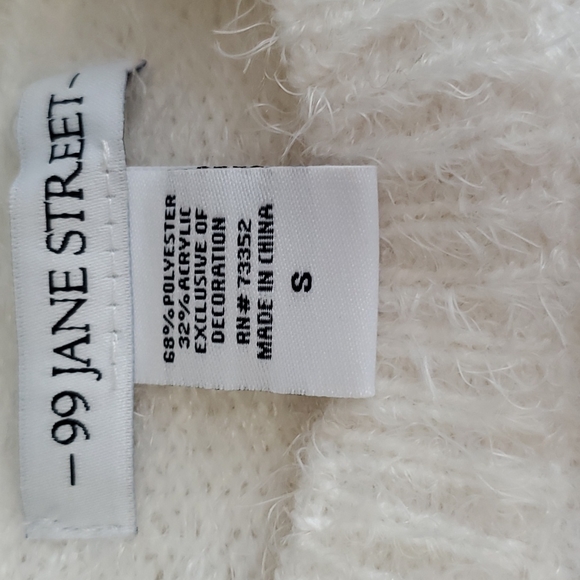 - 99 JANE STREET -
68% POLYESTER
32% ACRYLIC
EXCLUSIVE OF
DECORATION
RN# 73352
MADE IN CHINA
S